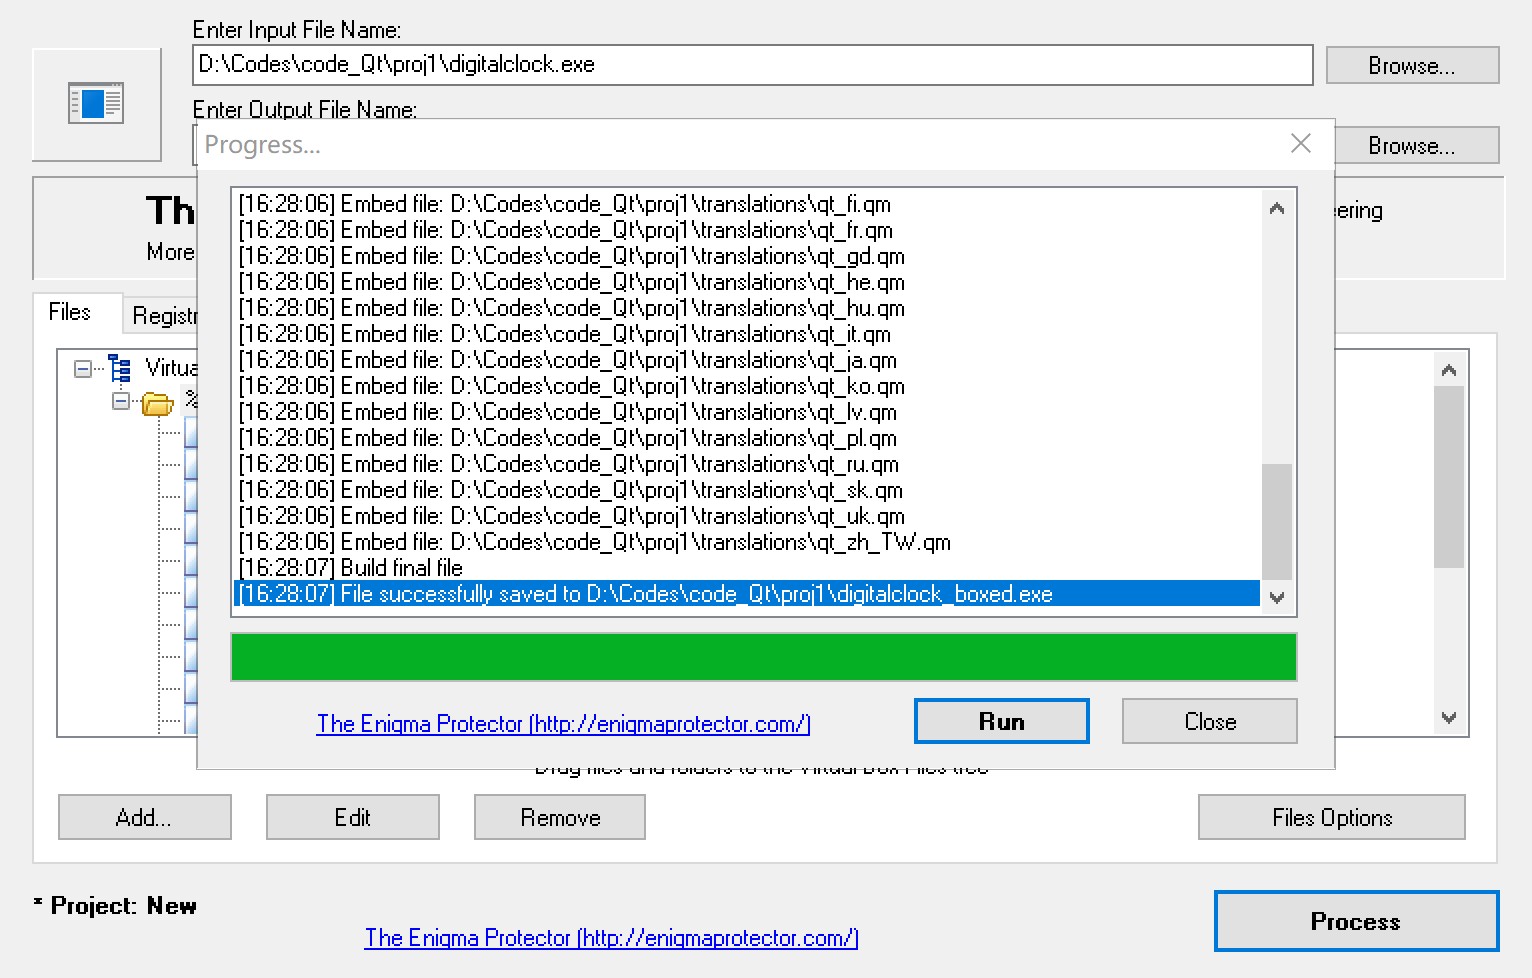 Enter Input File Name:
D:\Codes\code_Qt\proj1\digitalclock.exe
Browse...
Enter Output File Name:
Browse...
Progress...
Th
More
eering
[16:28:06] Embed file: D:\Codes\code_Qt\proj1\translations\qt_fi.qm
[16:28:06] Embed file: D:\Codes\code_Qt\proj1\translations\qt_fr.qm
[16:28:06] Embed file: D:\Codes\code_Qt\proj1\translations\qt_gd.qm
[16:28:06] Embed file: D:\Codes\code_Qt\proj1\translations\qt_he.qm
[16:28:06] Embed file: D:\Codes\code_Qt\proj1\translations\qt_hu.qm
[16:28:06] Embed file: D:\Codes\code_Qt\proj1\translations\qt_it.qm
[16:28:06] Embed file: D:\Codes\code_Qt\proj1\translations\qt_ja.qm
[16:28:06] Embed file: D:\Codes\code_Qt\proj1\translations\qt_ko.qm
[16:28:06] Embed file: D:\Codes\code_Qt\proj1\translations\qt_lv.qm
[16:28:06] Embed file: D:\Codes\code_Qt\proj1\translations\qt_pl.qm
[16:28:06] Embed file: D:\Codes\code_Qt\proj1\translations\qt_ru.qm
[16:28:06] Embed file: D:\Codes\code_Qt\proj1\translations\qt_sk.qm
[16:28:06] Embed file: D:\Codes\code_Qt\proj1\translations\qt_uk.qm
[16:28:06] Embed file: D:\Codes\code_Qt\proj1\translations\qt_zh_TW.qm
[16:28:07] Build final file
[16:28:07] File successfully saved to D:\Codes\code_Qt\proj1\digitalclock_boxed.exe
Files
Registr
Virtua
%
The Enigma Protector (http://enigmaprotector.com/)
Run
Close
Drag files and folders to the Virtual Box Files tree
Add...
Edit
Remove
Files Options
* Project: New
The Enigma Protector (http://enigmaprotector.com/)
Process